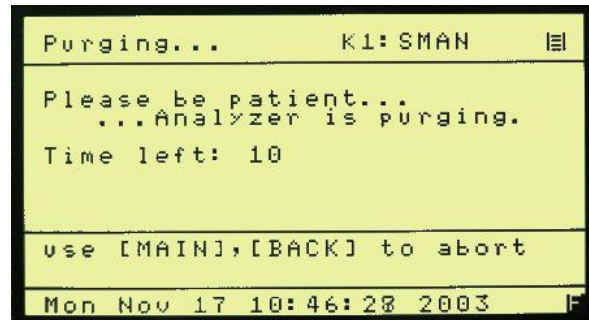 Purging... K1: SMAN
Please be patient...
...Analyzer is purging.
Time left: 10
use [MAIN],[BACK] to abort
Mon Nov 17 10:46:28 2003